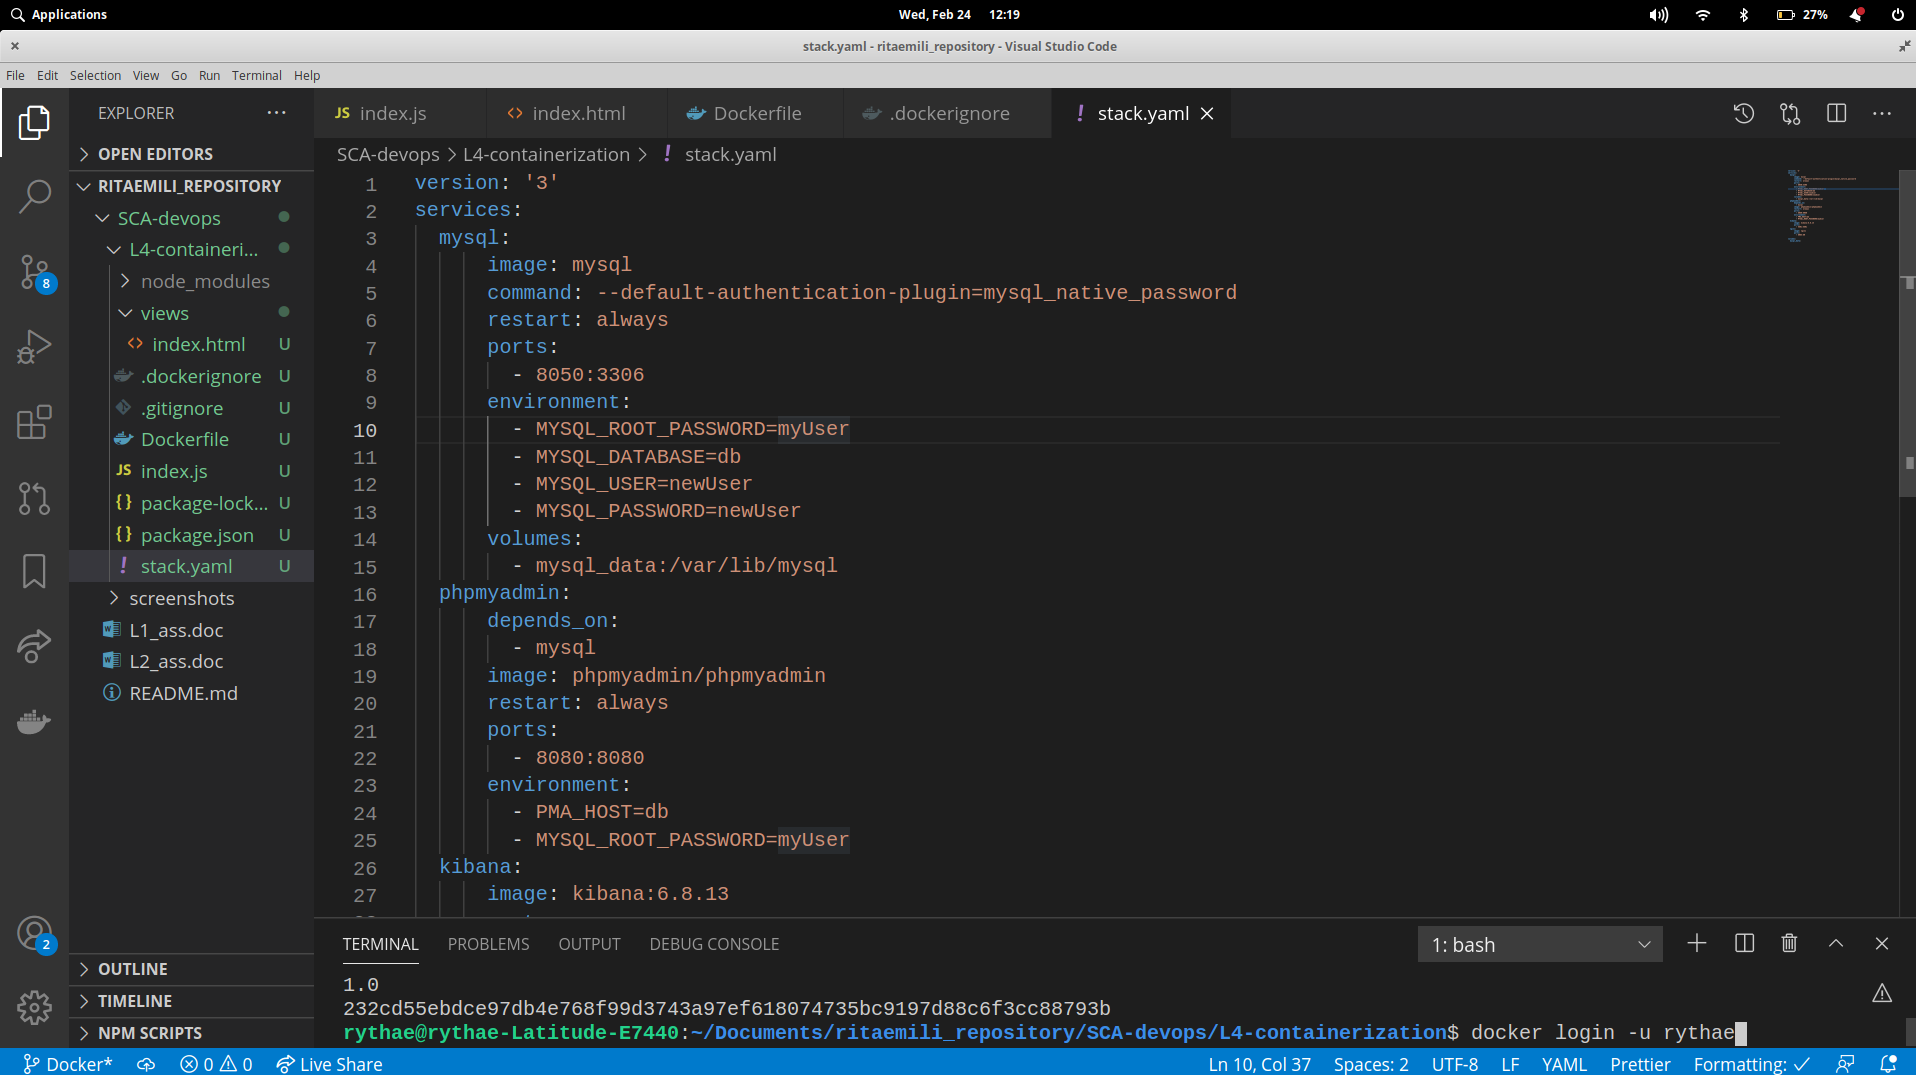 Applications
Wed, Feb 24 12:19
27%
stack.yaml - ritaemili_repository - Visual Studio Code
File Edit Selection View Go Run Terminal Help
EXPLORER
OPEN EDITORS
RITAEMILI_REPOSITORY
SCA-devops
L4-containeri...
node_modules
views
index.html U
.dockerignore U
.gitignore U
Dockerfile U
JS index.js U
{} package-lock... U
{} package.json U
! stack.yaml U
screenshots
L1_ass.doc
L2_ass.doc
README.md
OUTLINE
TIMELINE
NPM SCRIPTS
8
2
JS index.js
<> index.html
Dockerfile
.dockerignore
! stack.yaml
SCA-devops > L4-containerization > ! stack.yaml
1 version: '3'
2 services:
3 mysql:
4 image: mysql
5 command: --default-authentication-plugin=mysql_native_password
6 restart: always
7 ports:
8 - 8050:3306
9 environment:
10 - MYSQL_ROOT_PASSWORD=myUser
11 - MYSQL_DATABASE=db
12 - MYSQL_USER=newUser
13 - MYSQL_PASSWORD=newUser
14 volumes:
15 - mysql_data:/var/lib/mysql
16 phpmyadmin:
17 depends_on:
18 - mysql
19 image: phpmyadmin/phpmyadmin
20 restart: always
21 ports:
22 - 8080:8080
23 environment:
24 - PMA_HOST=db
25 - MYSQL_ROOT_PASSWORD=myUser
26 kibana:
27 image: kibana:6.8.13
TERMINAL PROBLEMS OUTPUT DEBUG CONSOLE
1: bash
1.0
232cd55ebdce97db4e768f99d3743a97ef618074735bc9197d88c6f3cc88793b
rythae@rythae-Latitude-E7440:~/Documents/ritaemili_repository/SCA-devops/L4-containerization$ docker login -u rythae
Docker* 0 0 Live Share
Ln 10, Col 37 Spaces: 2 UTF-8 LF YAML Prettier Formatting: ✓